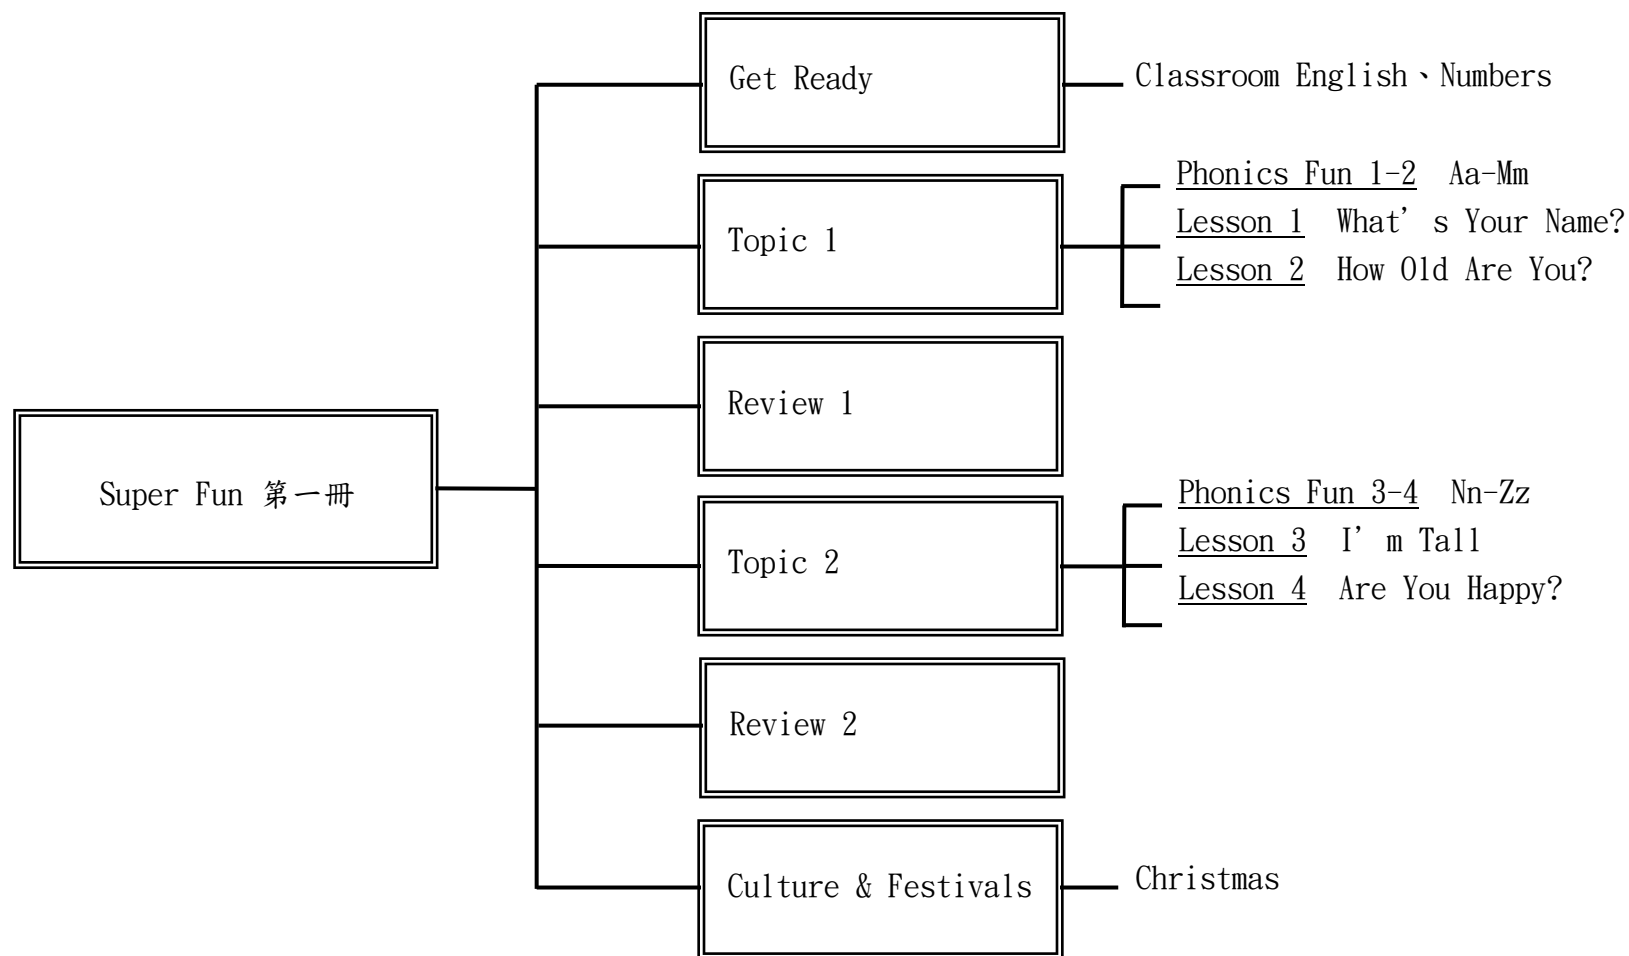 Get Ready
Classroom English、Numbers
Topic 1
Phonics Fun 1-2 Aa-Mm
Lesson 1 What’s Your Name?
Lesson 2 How Old Are You?
Review 1
Super Fun 第一冊
Topic 2
Phonics Fun 3-4 Nn-Zz
Lesson 3 I’m Tall
Lesson 4 Are You Happy?
Review 2
Culture & Festivals
Christmas